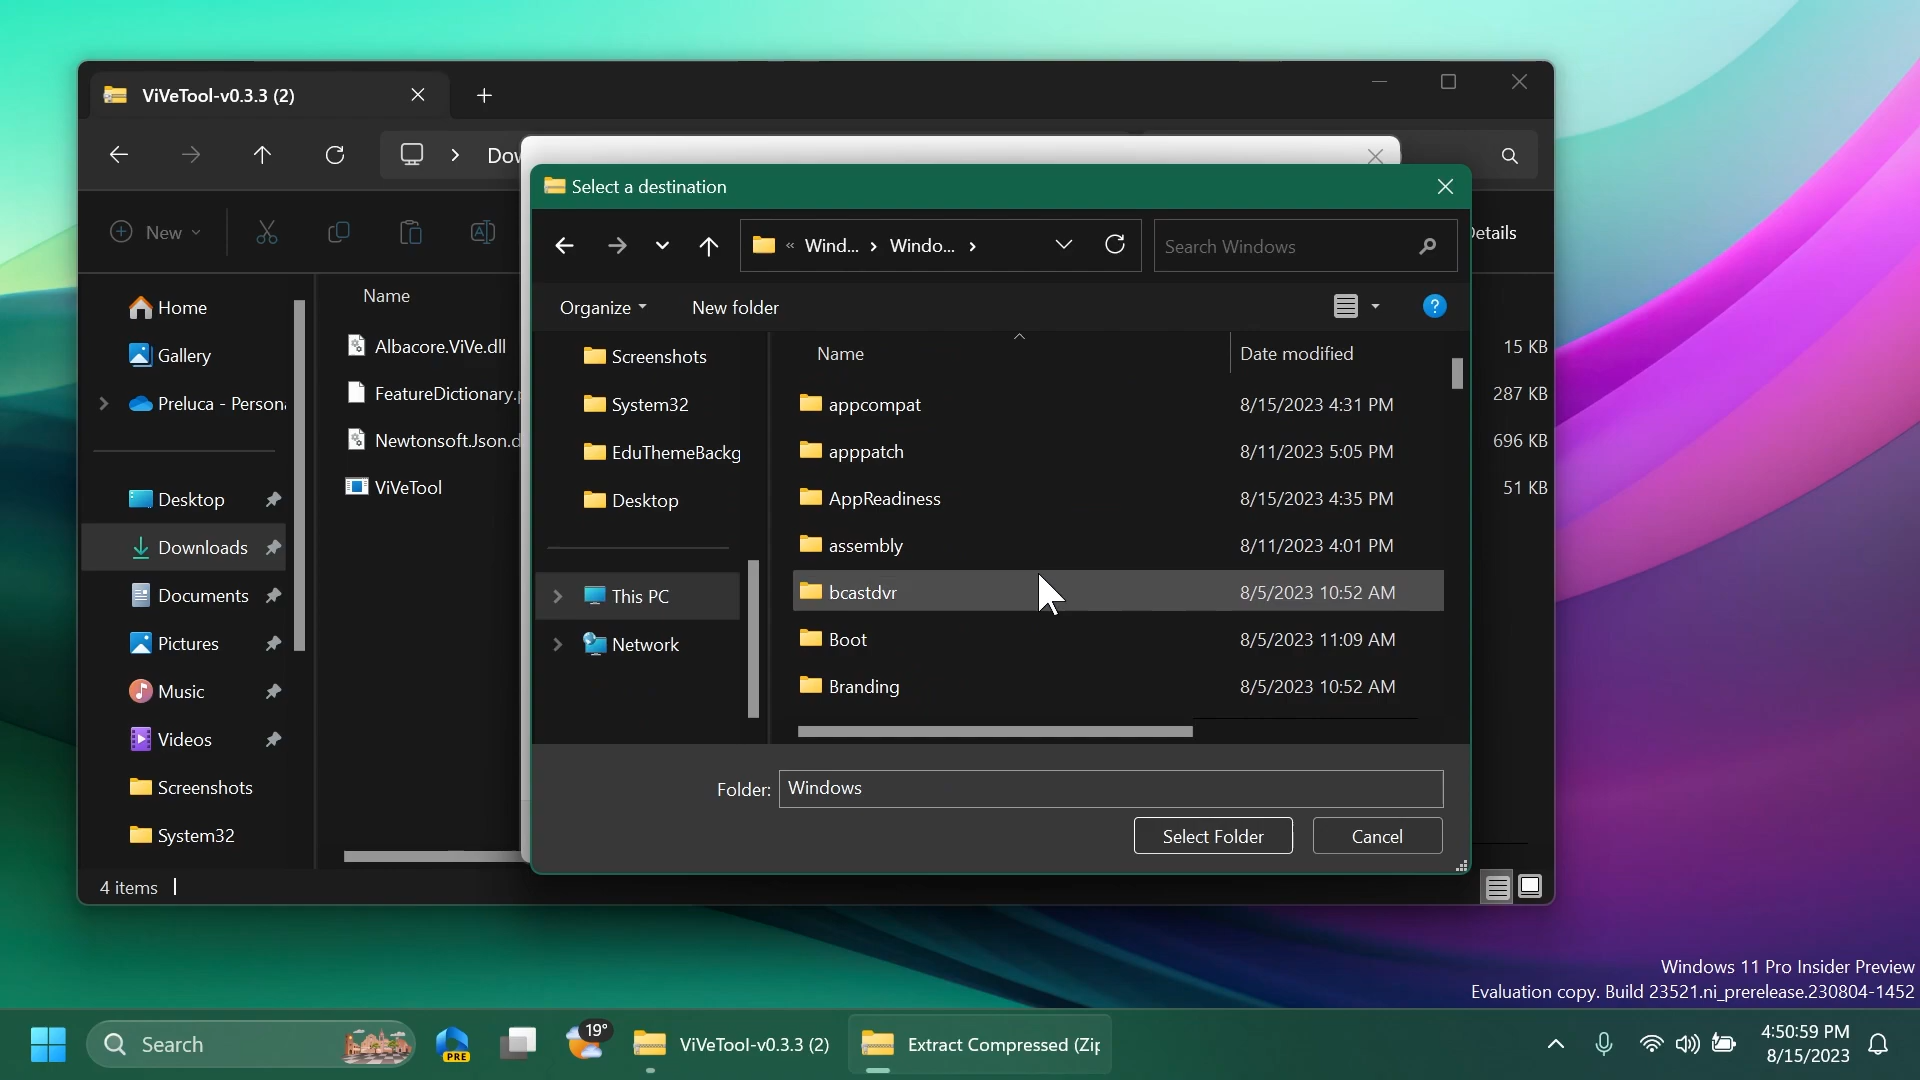 ViVeTool-v0.3.3 (2)
Dow
New
Details
Home
Gallery
Preluca - Persona
Desktop
Downloads
Documents
Pictures
Music
Videos
Screenshots
System32
Name
Albacore.ViVe.dll
FeatureDictionary.p
Newtonsoft.Json.d
ViVeTool
15 KB
287 KB
696 KB
51 KB
4 items
Select a destination
« Wind... › Windo... ›
Search Windows
Organize
New folder
?
Screenshots
System32
EduThemeBackg
Desktop
This PC
Network
Name Date modified
appcompat 8/15/2023 4:31 PM
apppatch 8/11/2023 5:05 PM
AppReadiness 8/15/2023 4:35 PM
assembly 8/11/2023 4:01 PM
bcastdvr 8/5/2023 10:52 AM
Boot 8/5/2023 11:09 AM
Branding 8/5/2023 10:52 AM
Folder: Windows
Select Folder Cancel
Windows 11 Pro Insider Preview
Evaluation copy. Build 23521.ni_prerelease.230804-1452
Search
PRE
19°
ViVeTool-v0.3.3 (2)
Extract Compressed (Zip
4:50:59 PM
8/15/2023